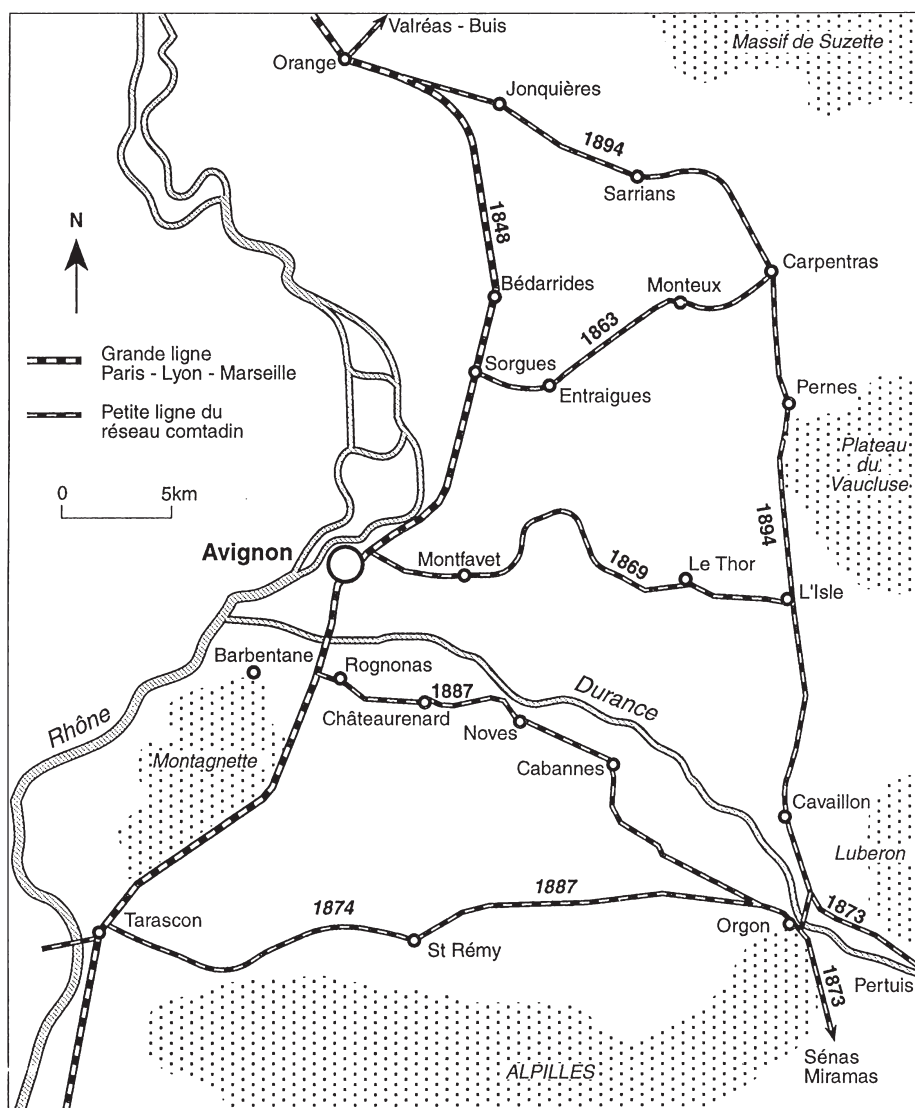 Valréas - Buis
Massif de Suzette
Orange
Jonquières
1894
Sarrians
N
1848
Carpentras
Bédarrides
Monteux
1863
Grande ligne
Paris - Lyon - Marseille
Sorgues
Entraigues
Pernes
Petite ligne du
réseau comtadin
Plateau
du
Vaucluse
0 5km
1894
Avignon
Montfavet
1869
Le Thor
L'Isle
Barbentane
Rognonas
1887
Durance
Rhône
Châteaurenard
Noves
Montagnette
Cabannes
Cavaillon
Luberon
1874
1887
1873
Tarascon
Orgon
St Rémy
1873
Pertuis
Sénas
Miramas
ALPILLES